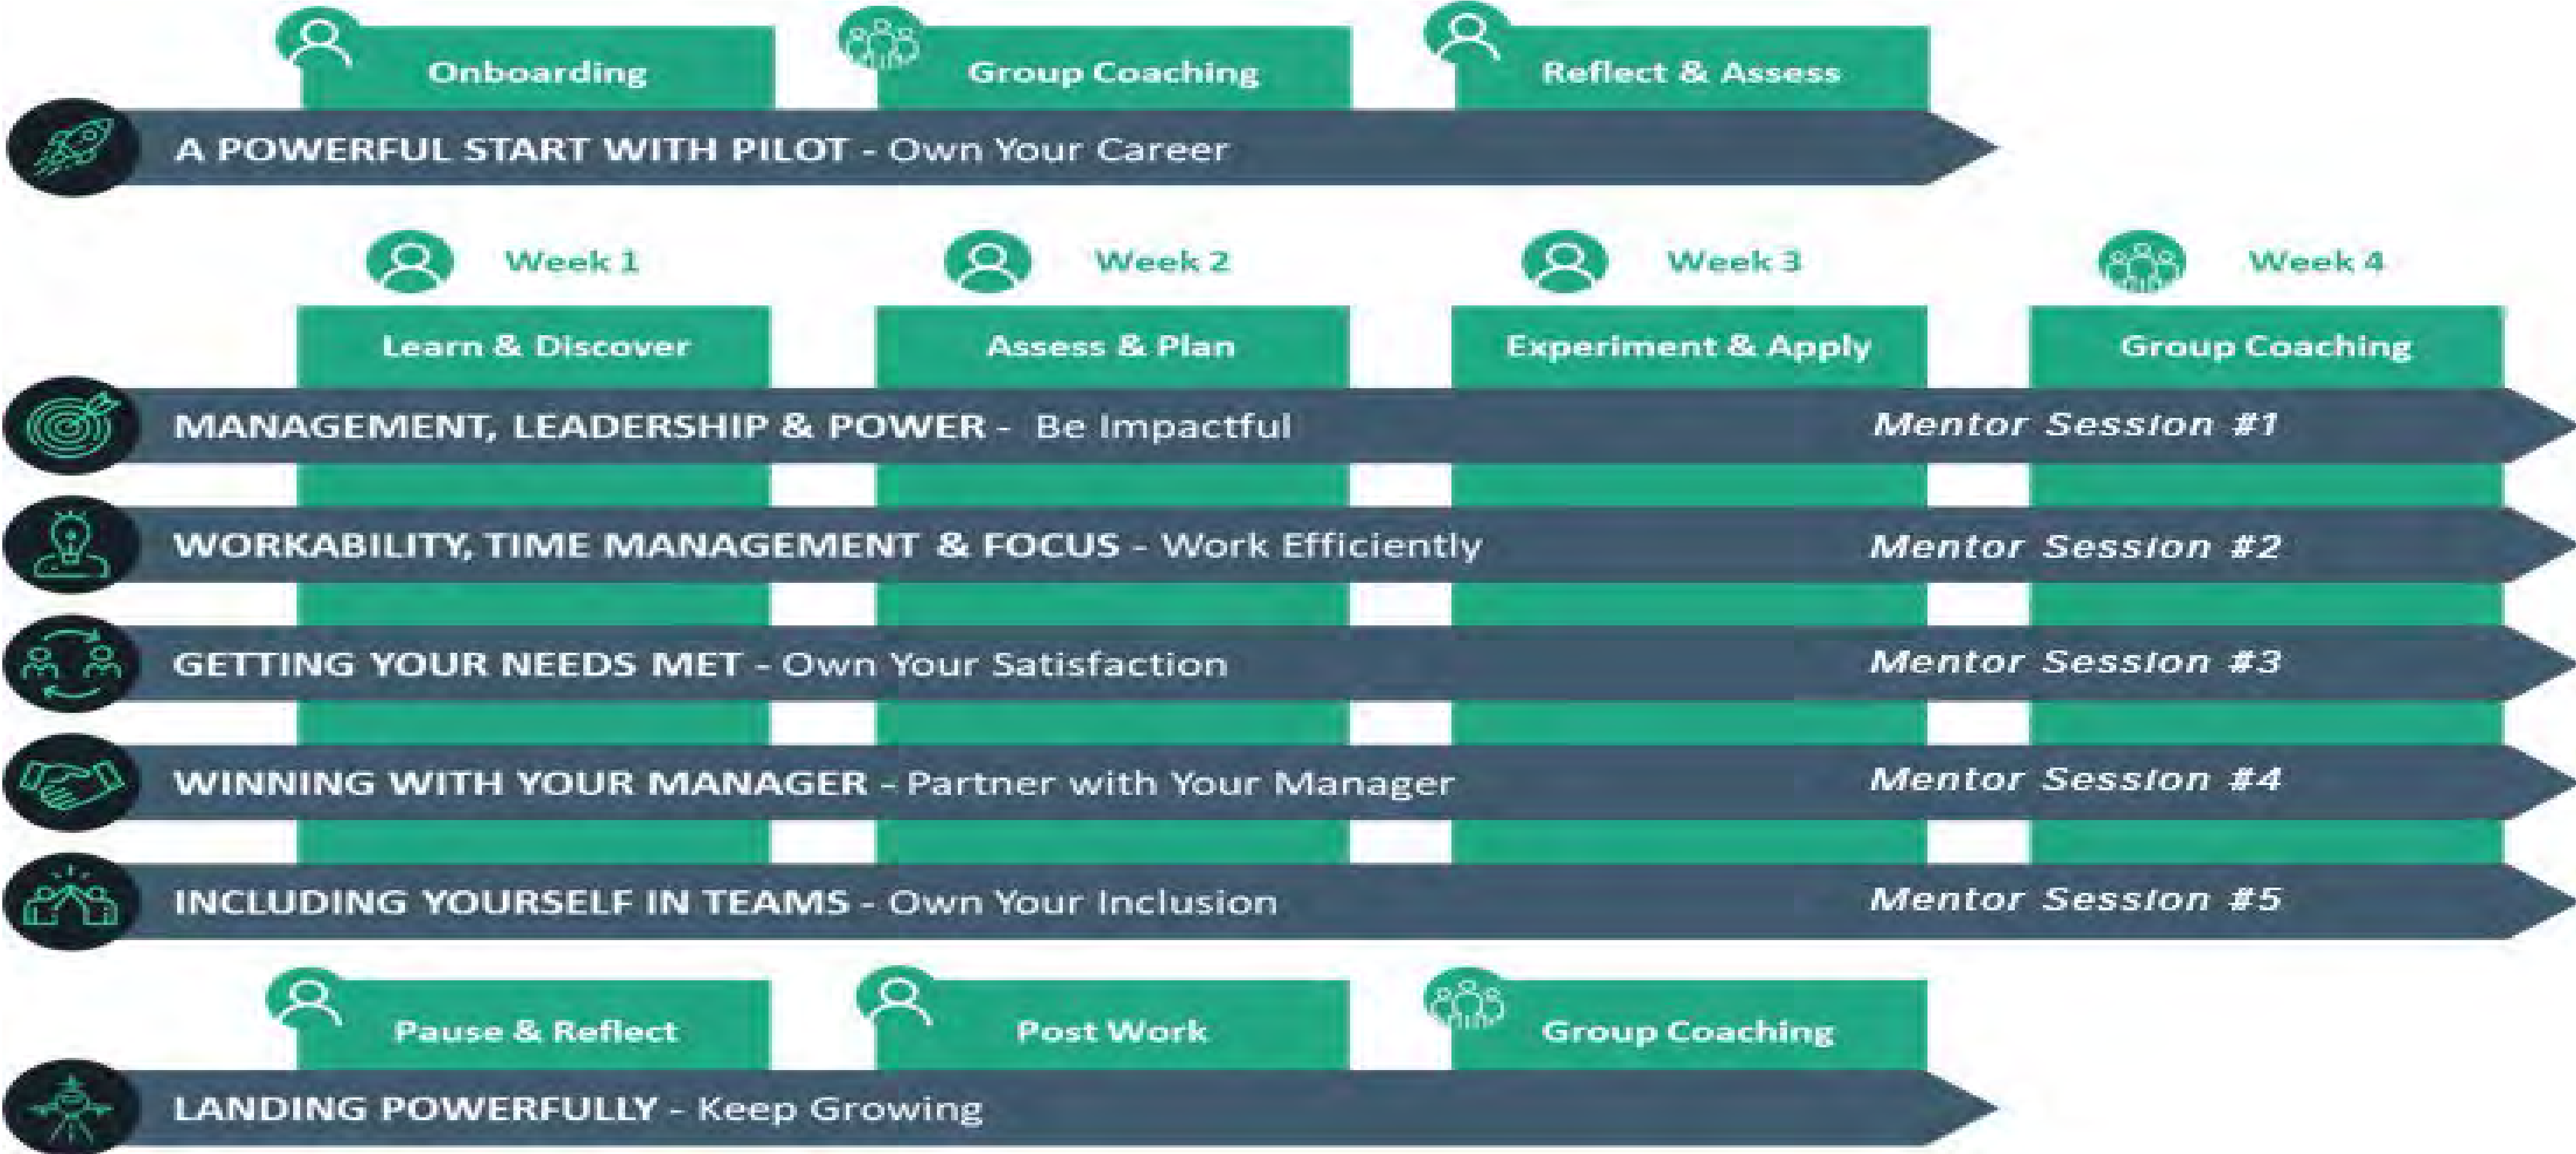 Onboarding
Group Coaching
Reflect & Assess
A POWERFUL START WITH PILOT - Own Your Career
Week 1
Week 2
Week 3
Week 4
Learn & Discover
Assess & Plan
Experiment & Apply
Group Coaching
MANAGEMENT, LEADERSHIP & POWER - Be Impactful
Mentor Session #1
WORKABILITY, TIME MANAGEMENT & FOCUS - Work Efficiently
Mentor Session #2
GETTING YOUR NEEDS MET - Own Your Satisfaction
Mentor Session #3
WINNING WITH YOUR MANAGER - Partner with Your Manager
Mentor Session #4
INCLUDING YOURSELF IN TEAMS - Own Your Inclusion
Mentor Session #5
Pause & Reflect
Post Work
Group Coaching
LANDING POWERFULLY - Keep Growing